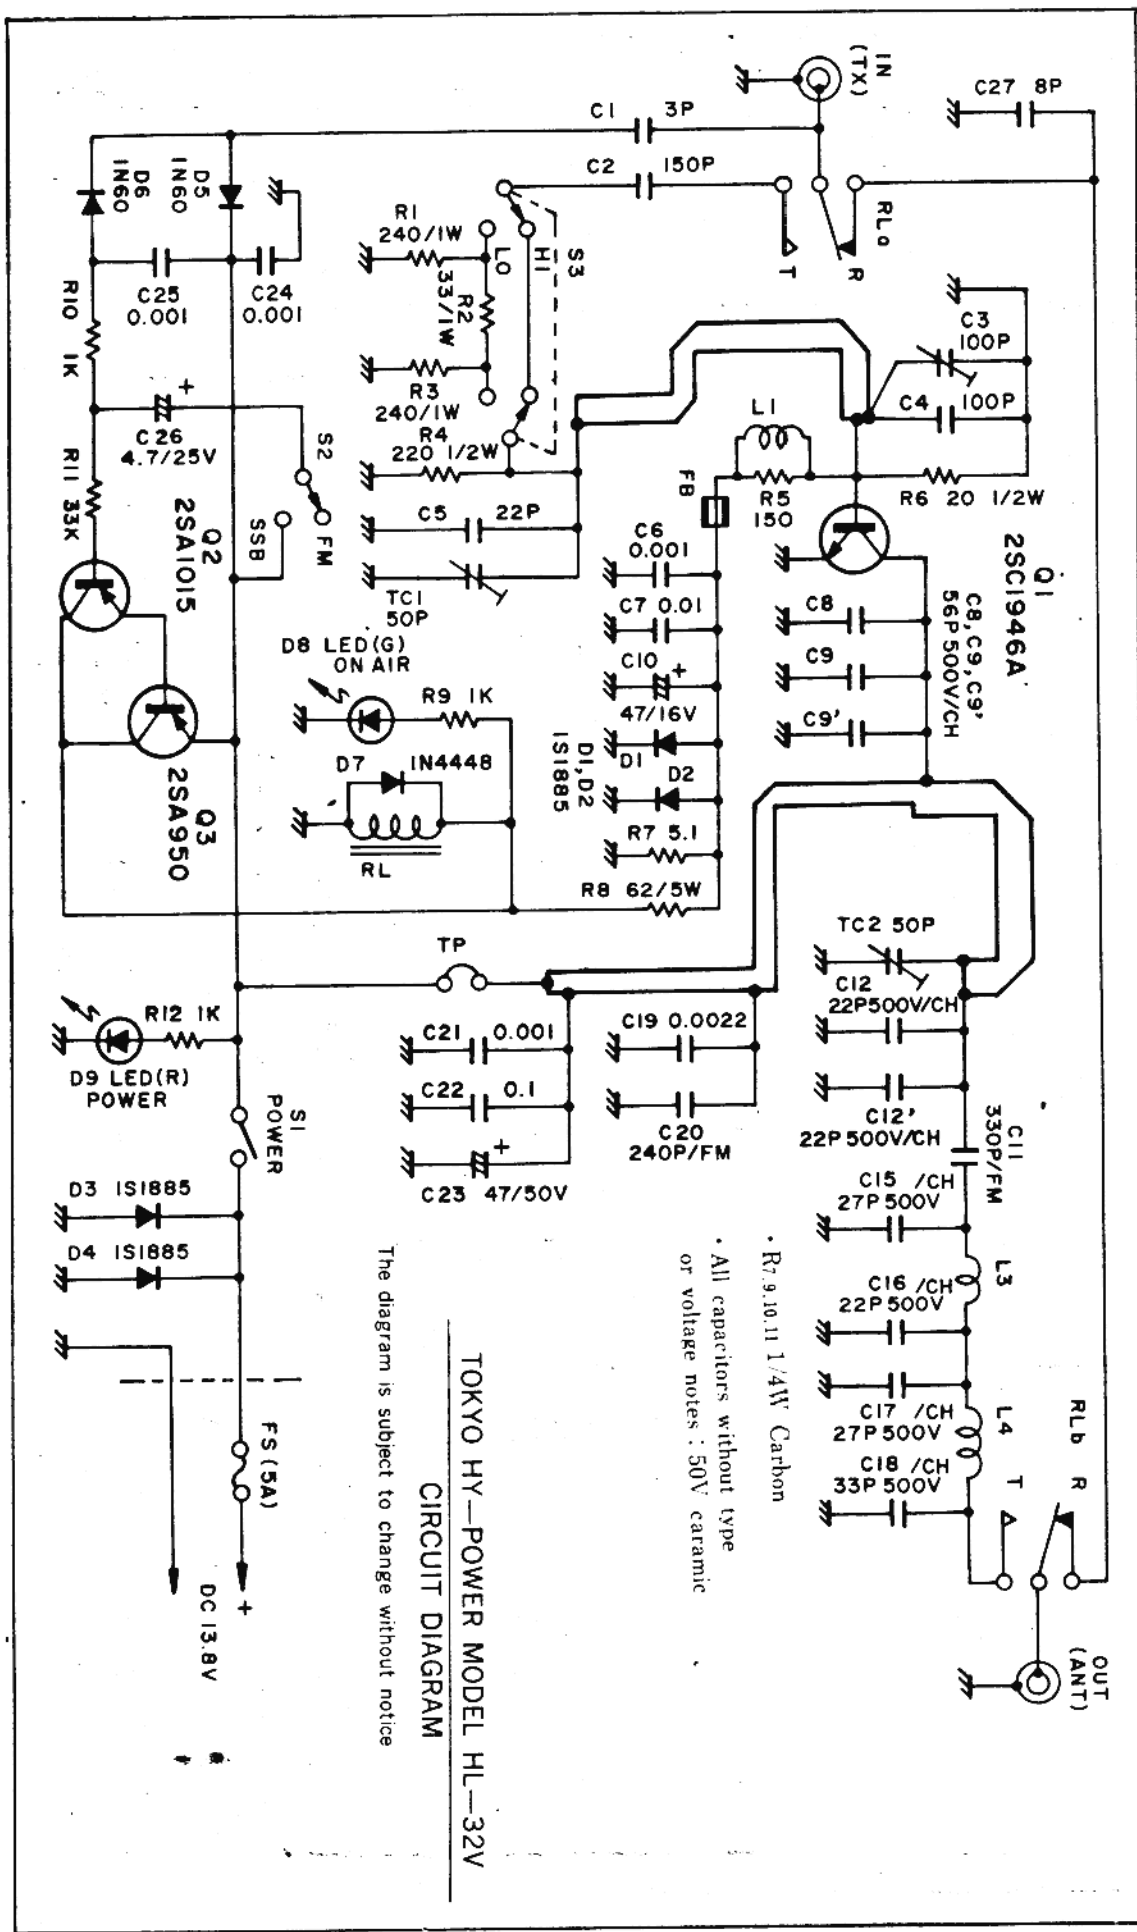 IN
(TX)
C27 8P
C1 3P
C2 150P
RLa
R
T
D5
1N60
D6
1N60
C25
0.001
C24
0.001
R10 1K
R1
240/1W
LO
HI
S3
R2
33/1W
R3
240/1W
R4
220 1/2W
C3
100P
C4 100P
L1
R5
150
R6 20 1/2W
FB
+
C26
4.7/25V
S2
FM
SSB
R11 33K
Q2
2SA1015
C5 22P
TC1
50P
C6
0.001
C7 0.01
C10 +
47/16V
D1
D2
D1, D2
1S1885
R7 5.1
R8 62/5W
Q1
2SC1946A
C8, C9, C9'
56P500V/CH
C8
C9
C9'
D8 LED(G)
ON AIR
R9 1K
D7 1N4448
RL
Q3
2SA950
TP
TC2 50P
C12
22P500V/CH
C12'
22P500V/CH
C11
330P/FM
R12 1K
D9 LED(R)
POWER
S1
POWER
C21 0.001
C22 0.1
+
C23 47/50V
C19 0.0022
C20
240P/FM
C15 /CH
27P500V
L3
C16 /CH
22P500V
C17 /CH
27P500V
L4
C18 /CH
33P500V
RLb
R
T
OUT
(ANT)
D3 1S1885
D4 1S1885
FS (5A)
+
DC 13.8V
• R7.9.10.11 1/4W Carbon
• All capacitors without type
or voltage notes : 50V caramic
TOKYO HY—POWER MODEL HL—32V
CIRCUIT DIAGRAM
The diagram is subject to change without notice